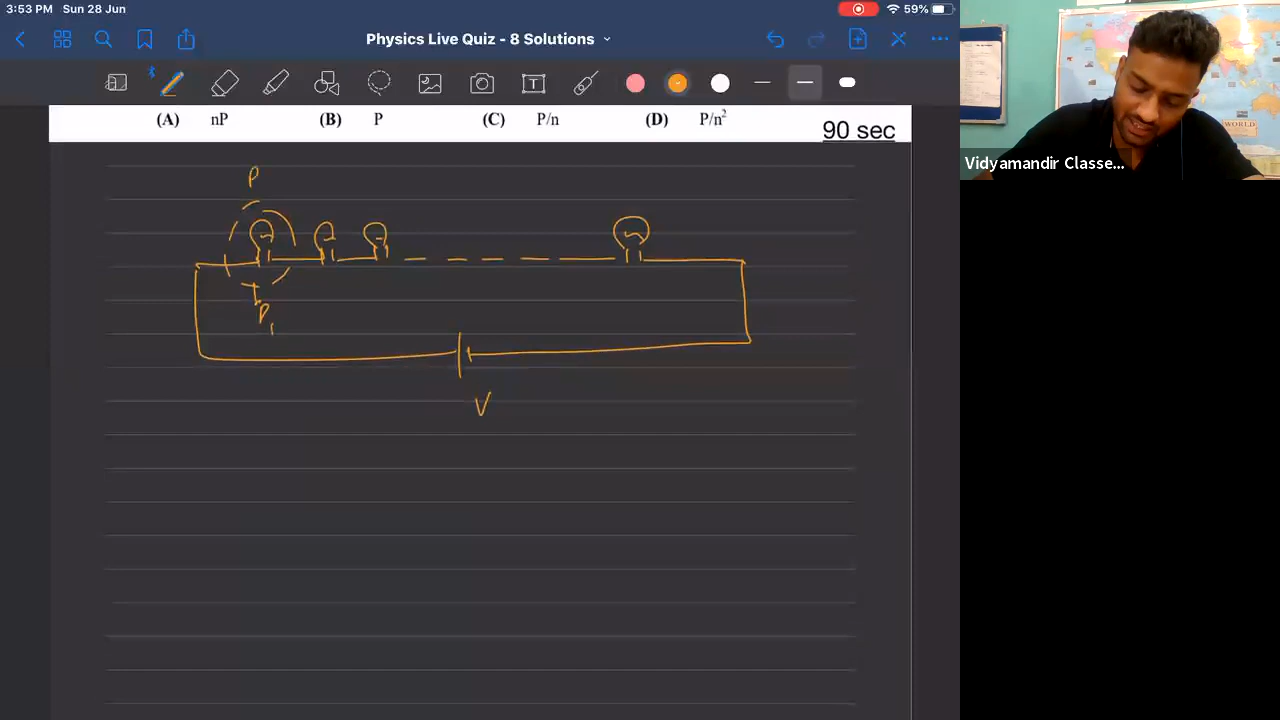 3:53 PM Sun 28 Jun
59%
Physics Live Quiz - 8 Solutions
(A) nP (B) P (C) P/n (D) P/n²
90 sec
P
P₁
V
WORLD
Vidyamandir Classe...